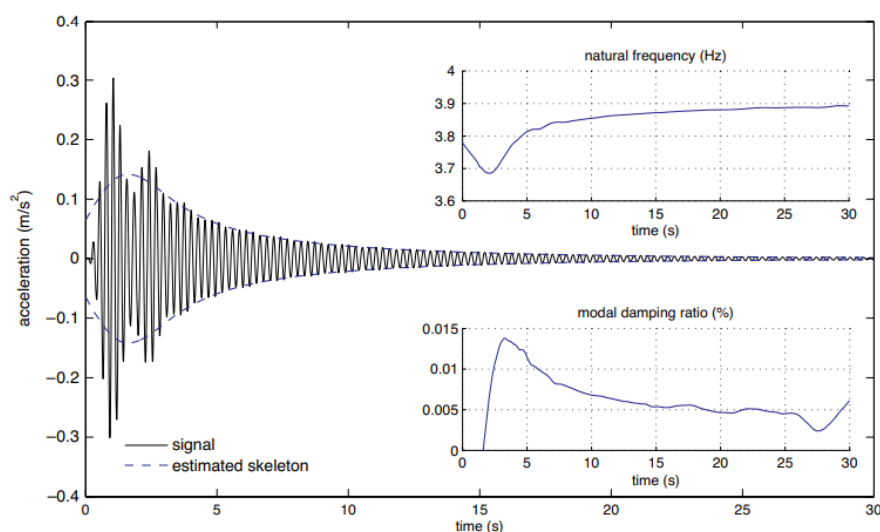 0.4
0.3
0.2
0.1
0
−0.1
−0.2
−0.3
−0.4
acceleration (m/s²)
natural frequency (Hz)
4
3.9
3.8
3.7
3.6
0 5 10 15 20 25 30
time (s)
modal damping ratio (%)
0.015
0.01
0.005
0
0 5 10 15 20 25 30
time (s)
signal
estimated skeleton
0 5 10 15 20 25 30
time (s)